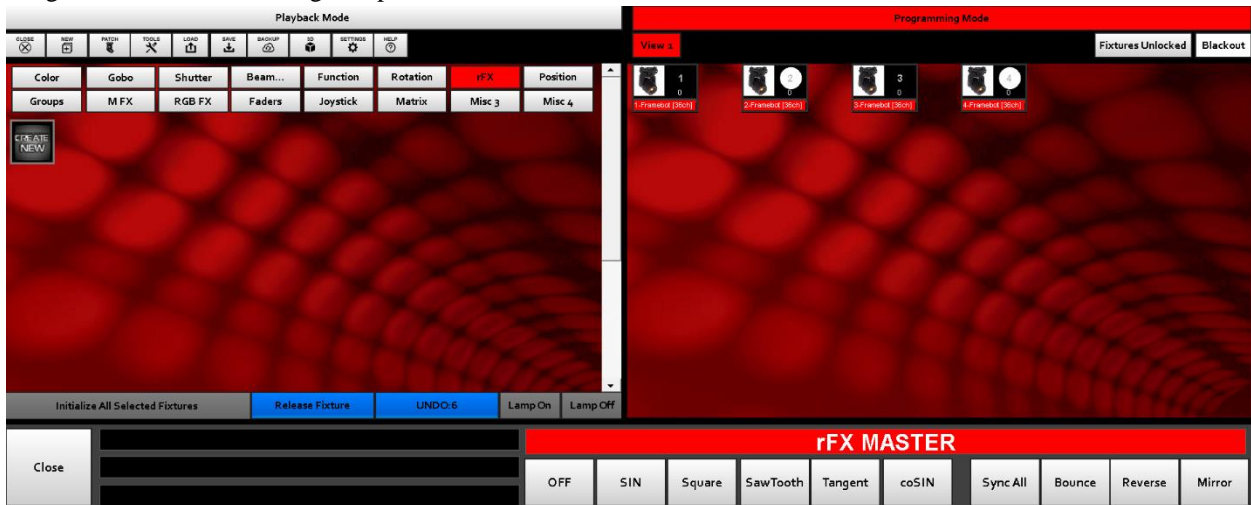 Playback Mode
Programming Mode
CLOSE NEW PATCH TOOLS LOAD SAVE BACKUP 3D SETTINGS HELP
View 1
Fixtures Unlocked Blackout
Color Gobo Shutter Beam... Function Rotation rFX Position
Groups M FX RGB FX Faders Joystick Matrix Misc 3 Misc 4
1 0 2 0 3 0 4 0
1-Framebot [36ch] 2-Framebot [36ch] 3-Framebot [36ch] 4-Framebot [36ch]
CREATE
NEW
Initialize All Selected Fixtures Release Fixture UNDO:6 Lamp On Lamp Off
rFX MASTER
Close
OFF SIN Square SawTooth Tangent coSIN Sync All Bounce Reverse Mirror